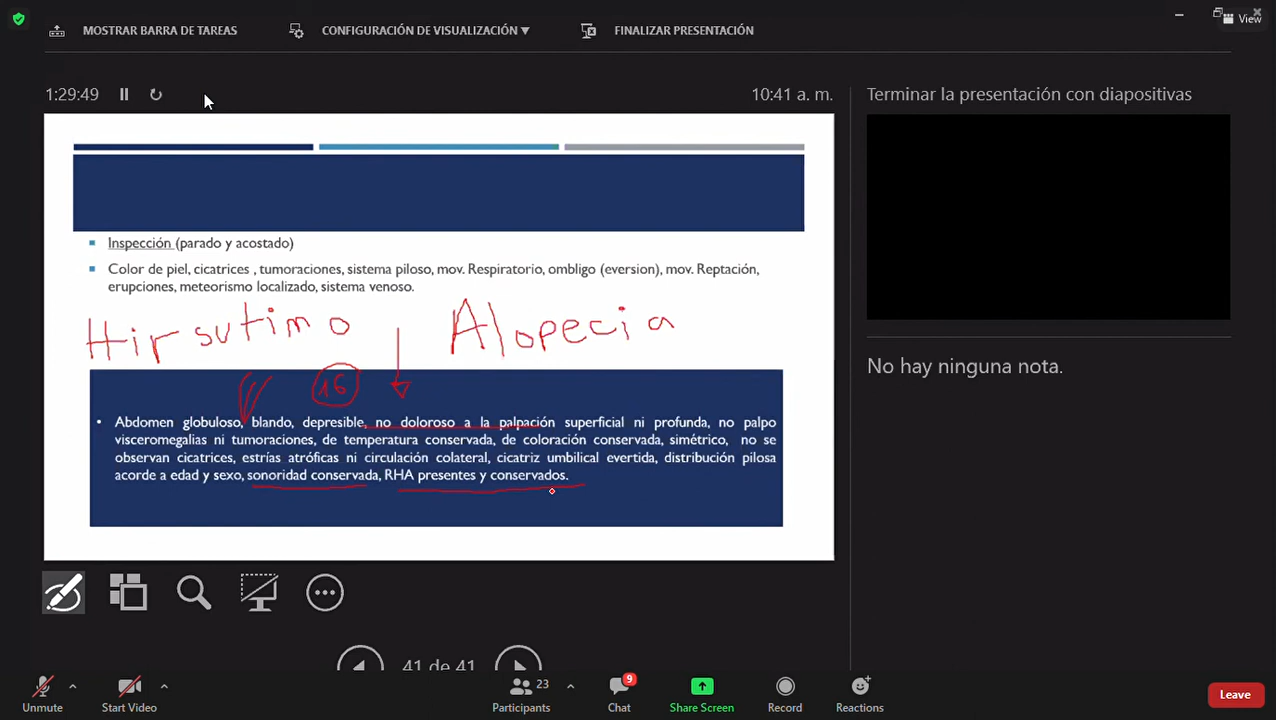 View
MOSTRAR BARRA DE TAREAS
CONFIGURACIÓN DE VISUALIZACIÓN ▼
FINALIZAR PRESENTACIÓN
1:29:49
10:41 a. m.
Terminar la presentación con diapositivas
Inspección (parado y acostado)
Color de piel, cicatrices , tumoraciones, sistema piloso, mov. Respiratorio, ombligo (eversion), mov. Reptación,
erupciones, meteorismo localizado, sistema venoso.
Hirsutimo
Alopecia
16
No hay ninguna nota.
• Abdomen globuloso, blando, depresible, no doloroso a la palpación superficial ni profunda, no palpo
visceromegalias ni tumoraciones, de temperatura conservada, de coloración conservada, simétrico, no se
observan cicatrices, estrías atróficas ni circulación colateral, cicatriz umbilical evertida, distribución pilosa
acorde a edad y sexo, sonoridad conservada, RHA presentes y conservados.
41 de 41
Unmute
Start Video
23
Participants
9
Chat
Share Screen
Record
Reactions
Leave